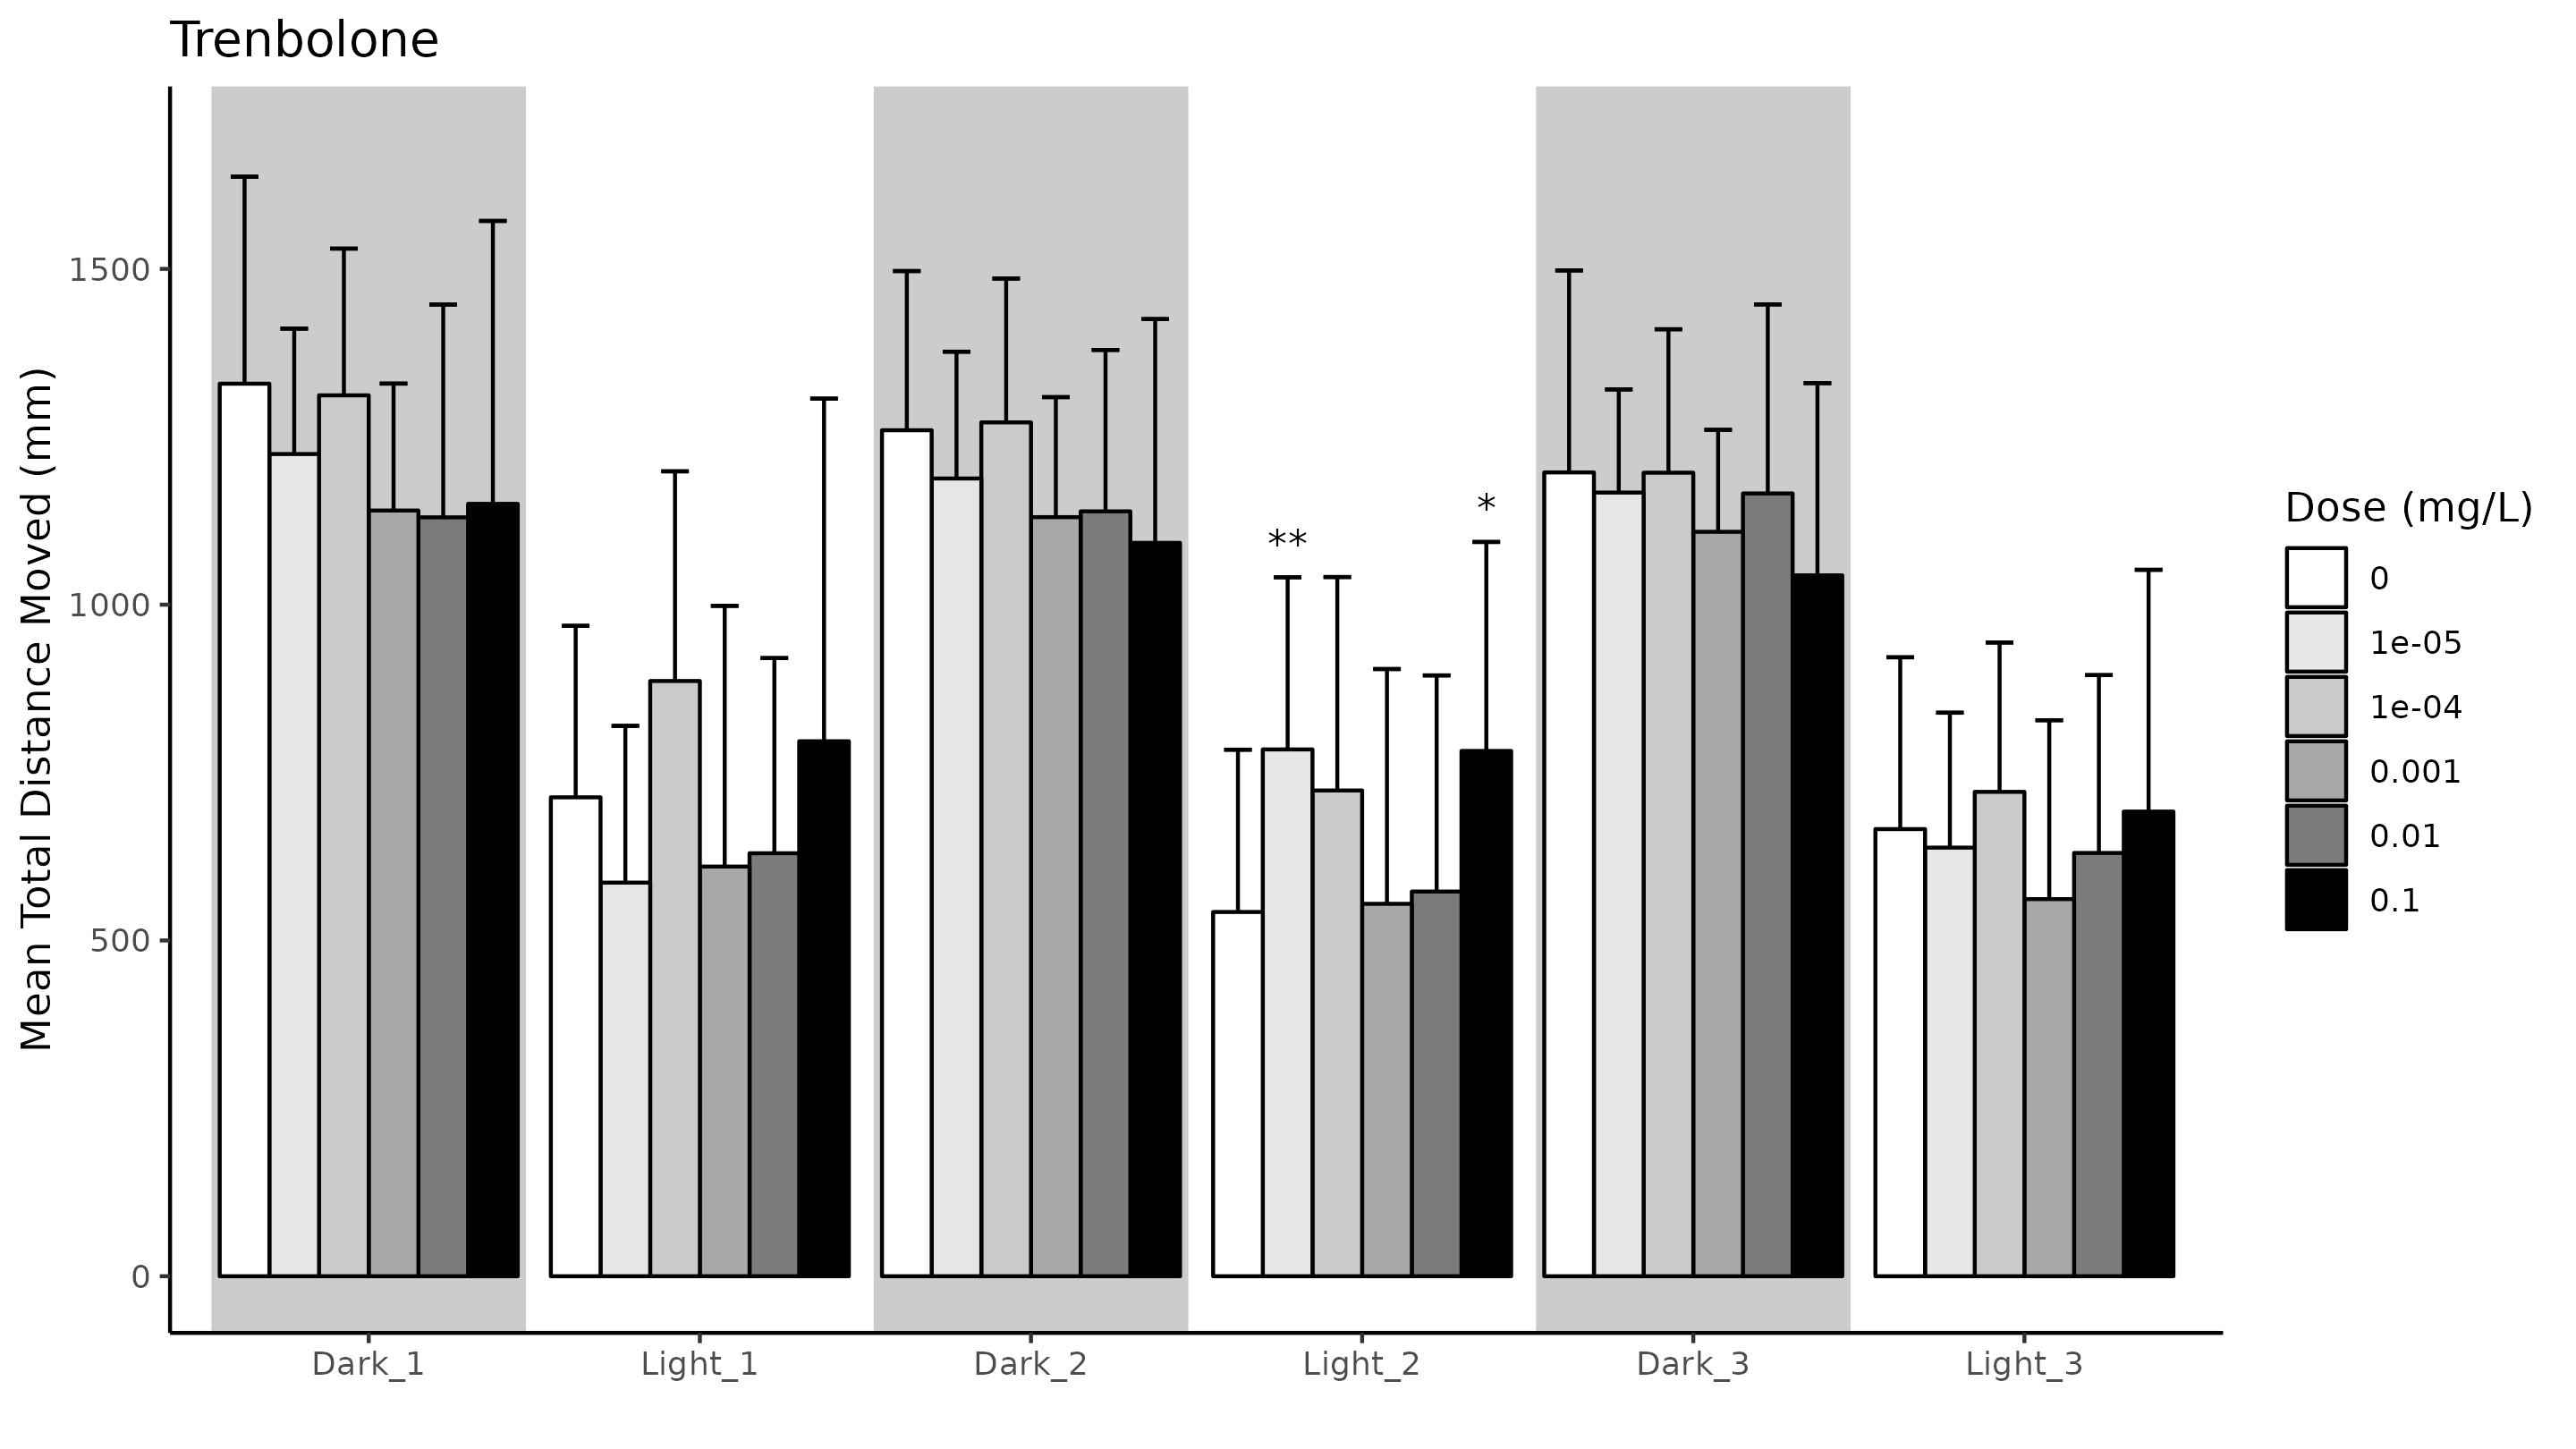 Trenbolone
Mean Total Distance Moved (mm)
1500
1000
500
0
**
*
Dark_1
Light_1
Dark_2
Light_2
Dark_3
Light_3
Dose (mg/L)
0
1e-05
1e-04
0.001
0.01
0.1